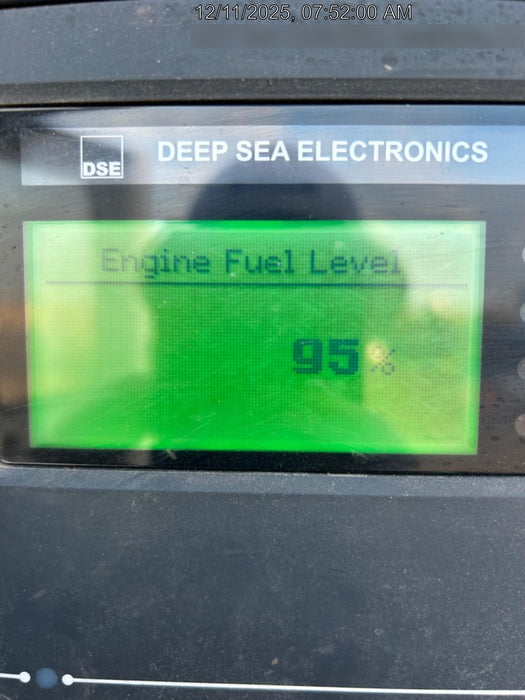 12/11/2025, 07:52:00 AM
DSE
DEEP SEA ELECTRONICS
Engine Fuel Level
95 %